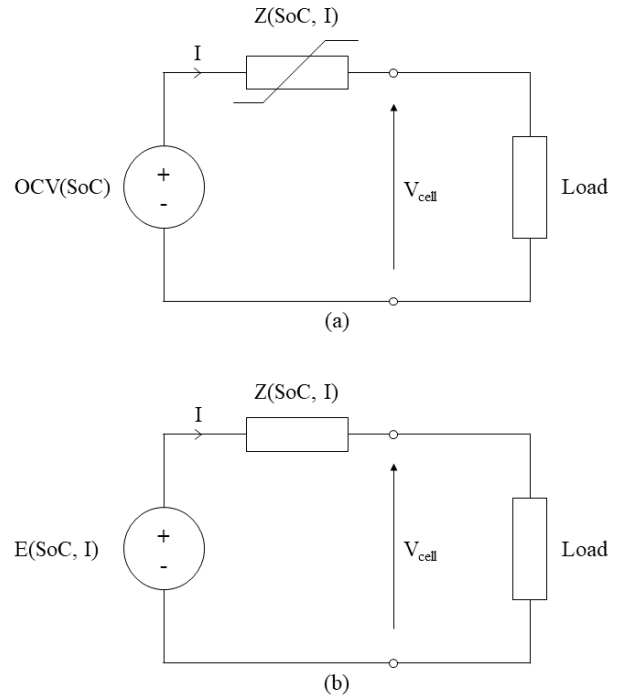 Z(SoC, I)
I
OCV(SoC)
+
-
V_cell
Load
(a)
Z(SoC, I)
I
E(SoC, I)
+
-
V_cell
Load
(b)